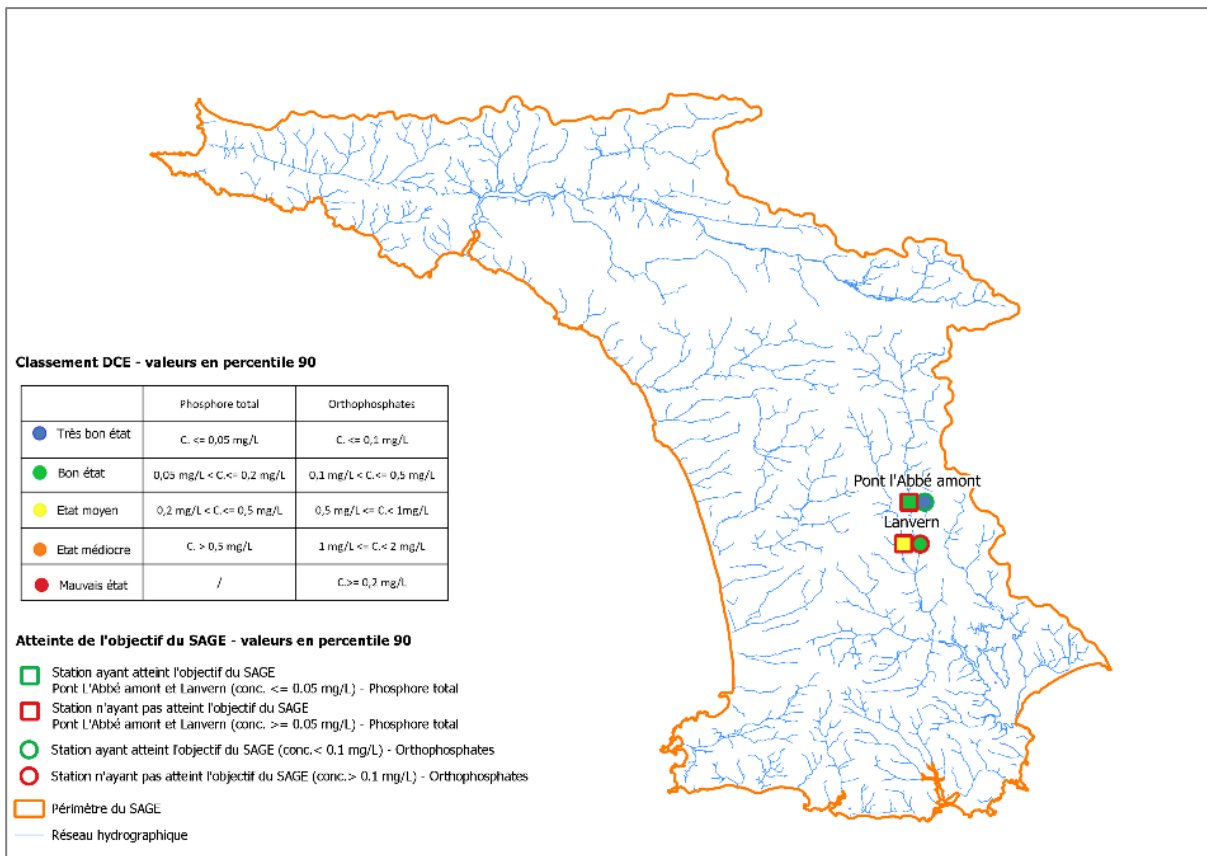 Pont l'Abbé amont
Lanvern
Classement DCE - valeurs en percentile 90
Phosphore total Orthophosphates
Très bon état C. <= 0,05 mg/L C. <= 0,1 mg/L
Bon état 0,05 mg/L < C.<= 0,2 mg/L 0,1 mg/L < C.<= 0,5 mg/L
Etat moyen 0,2 mg/L < C.<= 0,5 mg/L 0,5 mg/L <= C.< 1mg/L
Etat médiocre C. > 0,5 mg/L 1 mg/L <= C.< 2 mg/L
Mauvais état / C.>= 0,2 mg/L
Atteinte de l'objectif du SAGE - valeurs en percentile 90
Station ayant atteint l'objectif du SAGE
Pont L'Abbé amont et Lanvern (conc. <= 0.05 mg/L) - Phosphore total
Station n'ayant pas atteint l'objectif du SAGE
Pont L'Abbé amont et Lanvern (conc. >= 0.05 mg/L) - Phosphore total
Station ayant atteint l'objectif du SAGE (conc.< 0.1 mg/L) - Orthophosphates
Station n'ayant pas atteint l'objectif du SAGE (conc.> 0.1 mg/L) - Orthophosphates
Périmètre du SAGE
Réseau hydrographique